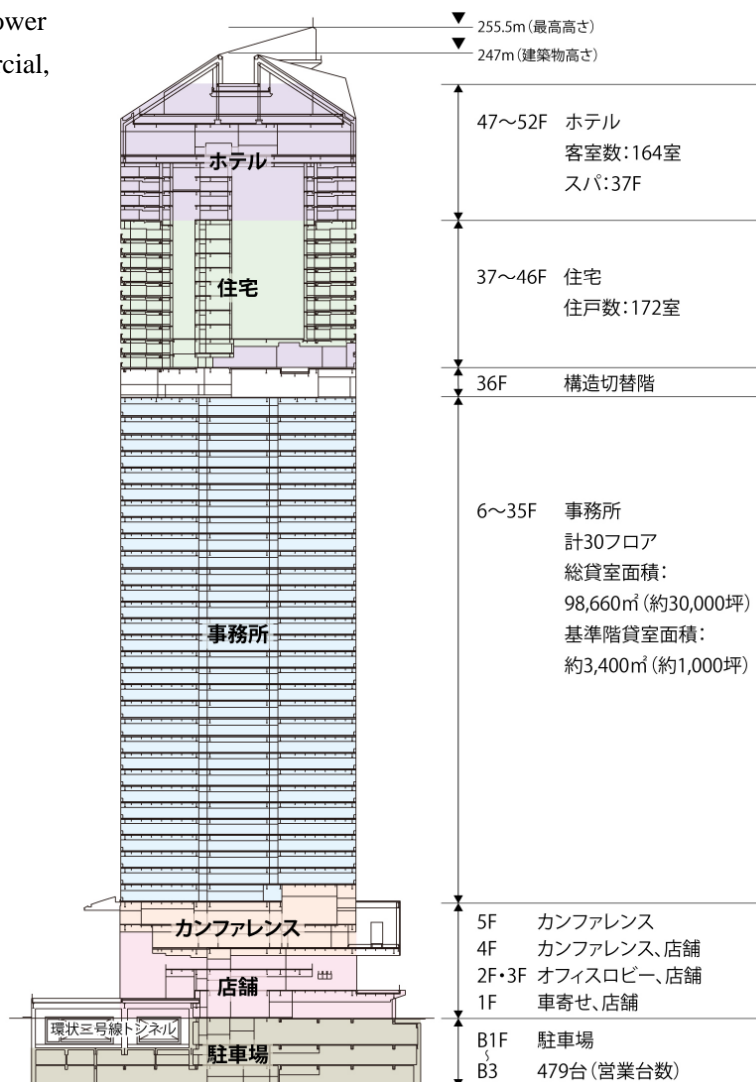 ower
rcial,
255.5m(最高高さ)
247m(建築物高さ)
47〜52F ホテル
客室数:164室
スパ:37F
ホテル
37〜46F 住宅
住戸数:172室
住宅
36F 構造切替階
6〜35F 事務所
計30フロア
総貸室面積:
98,660㎡(約30,000坪)
基準階貸室面積:
約3,400㎡(約1,000坪)
事務所
5F カンファレンス
4F カンファレンス、店舗
2F・3F オフィスロビー、店舗
1F 車寄せ、店舗
カンファレンス
店舗
環状二号線トンネル
駐車場
B1F 駐車場
〜
B3 479台(営業台数)